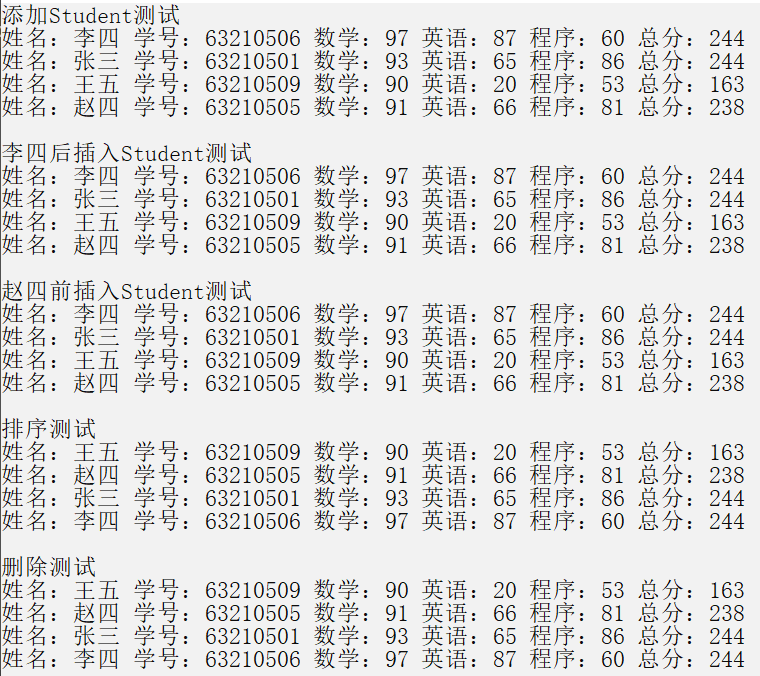 添加Student测试
姓名：李四 学号：63210506 数学：97 英语：87 程序：60 总分：244
姓名：张三 学号：63210501 数学：93 英语：65 程序：86 总分：244
姓名：王五 学号：63210509 数学：90 英语：20 程序：53 总分：163
姓名：赵四 学号：63210505 数学：91 英语：66 程序：81 总分：238
李四后插入Student测试
姓名：李四 学号：63210506 数学：97 英语：87 程序：60 总分：244
姓名：张三 学号：63210501 数学：93 英语：65 程序：86 总分：244
姓名：王五 学号：63210509 数学：90 英语：20 程序：53 总分：163
姓名：赵四 学号：63210505 数学：91 英语：66 程序：81 总分：238
赵四前插入Student测试
姓名：李四 学号：63210506 数学：97 英语：87 程序：60 总分：244
姓名：张三 学号：63210501 数学：93 英语：65 程序：86 总分：244
姓名：王五 学号：63210509 数学：90 英语：20 程序：53 总分：163
姓名：赵四 学号：63210505 数学：91 英语：66 程序：81 总分：238
排序测试
姓名：王五 学号：63210509 数学：90 英语：20 程序：53 总分：163
姓名：赵四 学号：63210505 数学：91 英语：66 程序：81 总分：238
姓名：张三 学号：63210501 数学：93 英语：65 程序：86 总分：244
姓名：李四 学号：63210506 数学：97 英语：87 程序：60 总分：244
删除测试
姓名：王五 学号：63210509 数学：90 英语：20 程序：53 总分：163
姓名：赵四 学号：63210505 数学：91 英语：66 程序：81 总分：238
姓名：张三 学号：63210501 数学：93 英语：65 程序：86 总分：244
姓名：李四 学号：63210506 数学：97 英语：87 程序：60 总分：244